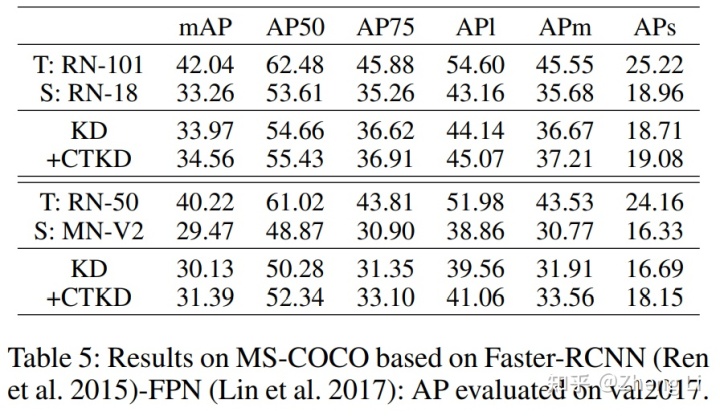 mAP AP50 AP75 APl APm APs
T: RN-101 42.04 62.48 45.88 54.60 45.55 25.22
S: RN-18 33.26 53.61 35.26 43.16 35.68 18.96
KD 33.97 54.66 36.62 44.14 36.67 18.71
+CTKD 34.56 55.43 36.91 45.07 37.21 19.08
T: RN-50 40.22 61.02 43.81 51.98 43.53 24.16
S: MN-V2 29.47 48.87 30.90 38.86 30.77 16.33
KD 30.13 50.28 31.35 39.56 31.91 16.69
+CTKD 31.39 52.34 33.10 41.06 33.56 18.15
Table 5: Results on MS-COCO based on Faster-RCNN (Ren
et al. 2015)-FPN (Lin et al. 2017): AP evaluated on val2017.
知乎 @Zheng Li